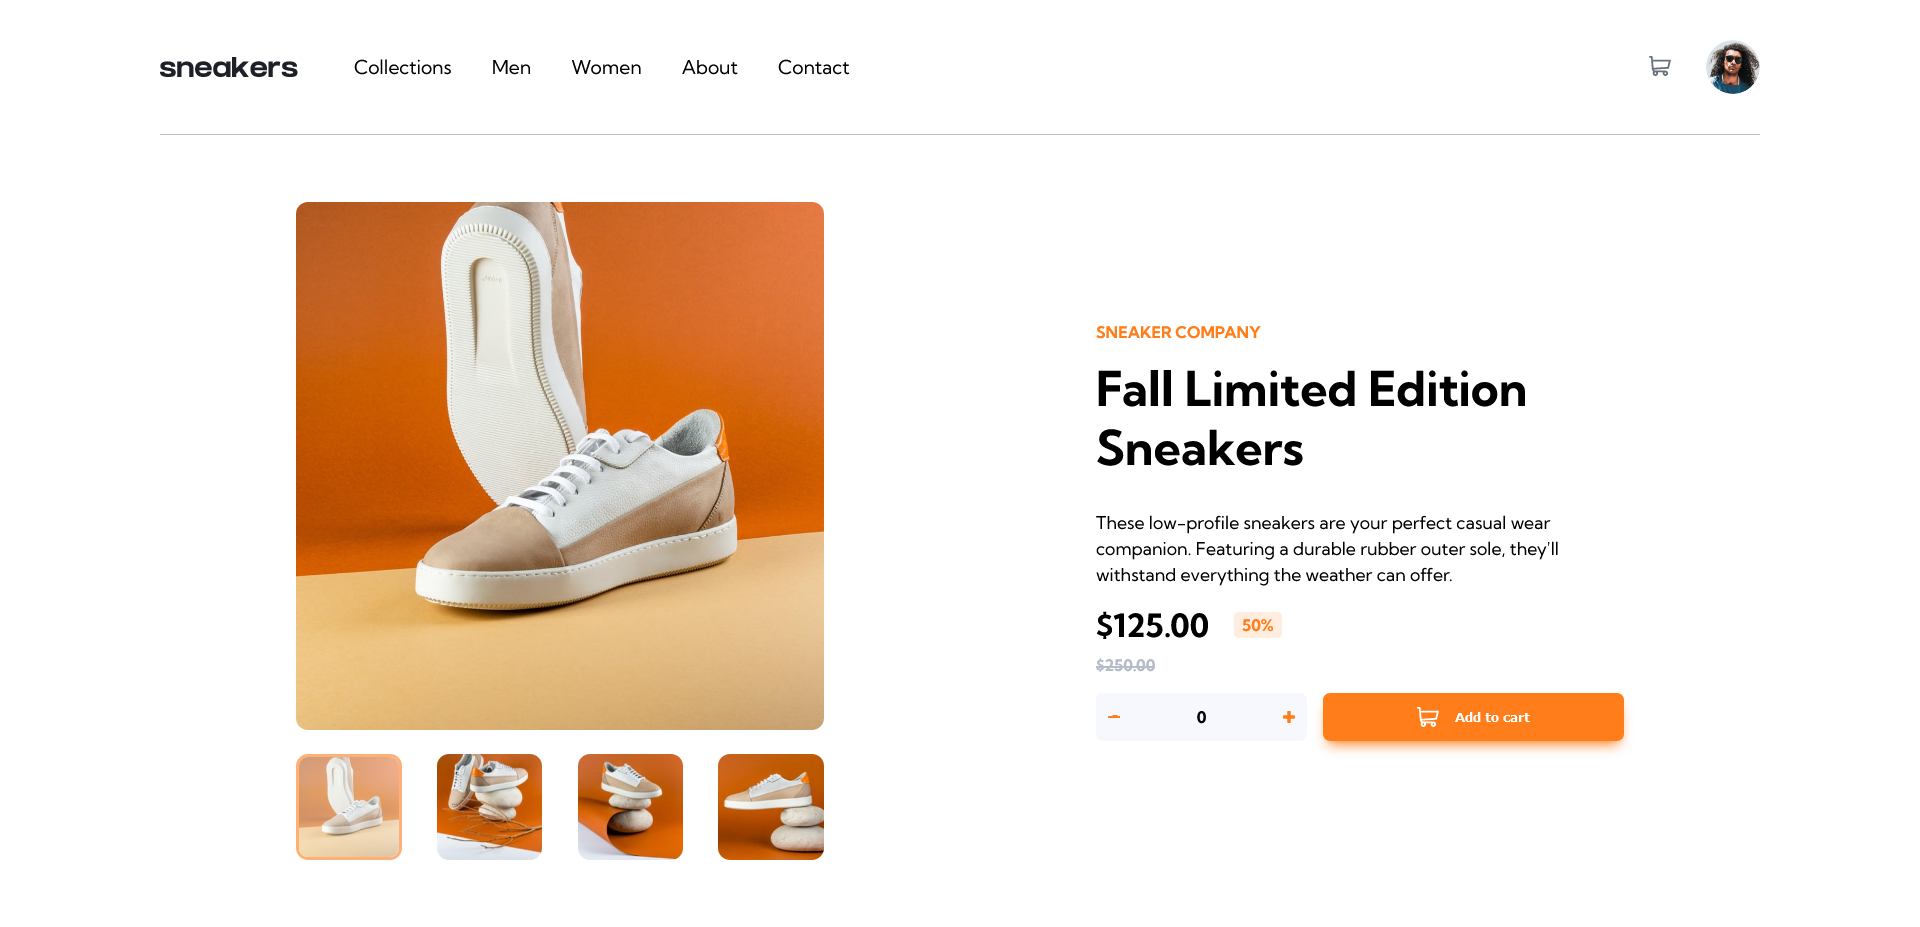 sneakers
Collections
Men
Women
About
Contact
SNEAKER COMPANY
Fall Limited Edition
Sneakers
These low-profile sneakers are your perfect casual wear
companion. Featuring a durable rubber outer sole, they'll
withstand everything the weather can offer.
$125.00
50%
$250.00
0
Add to cart